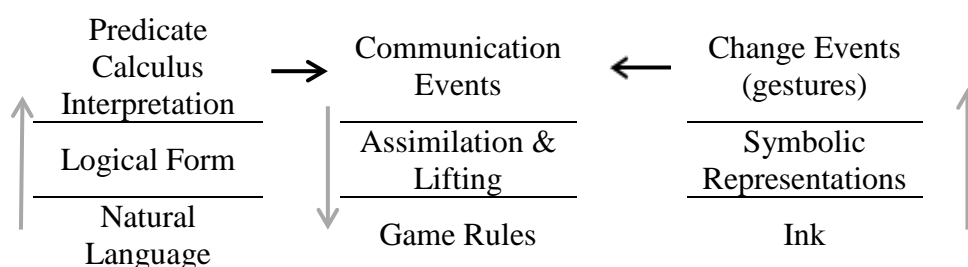 Predicate
Calculus
Interpretation
Logical Form
Natural
Language
Communication
Events
Assimilation &
Lifting
Game Rules
Change Events
(gestures)
Symbolic
Representations
Ink